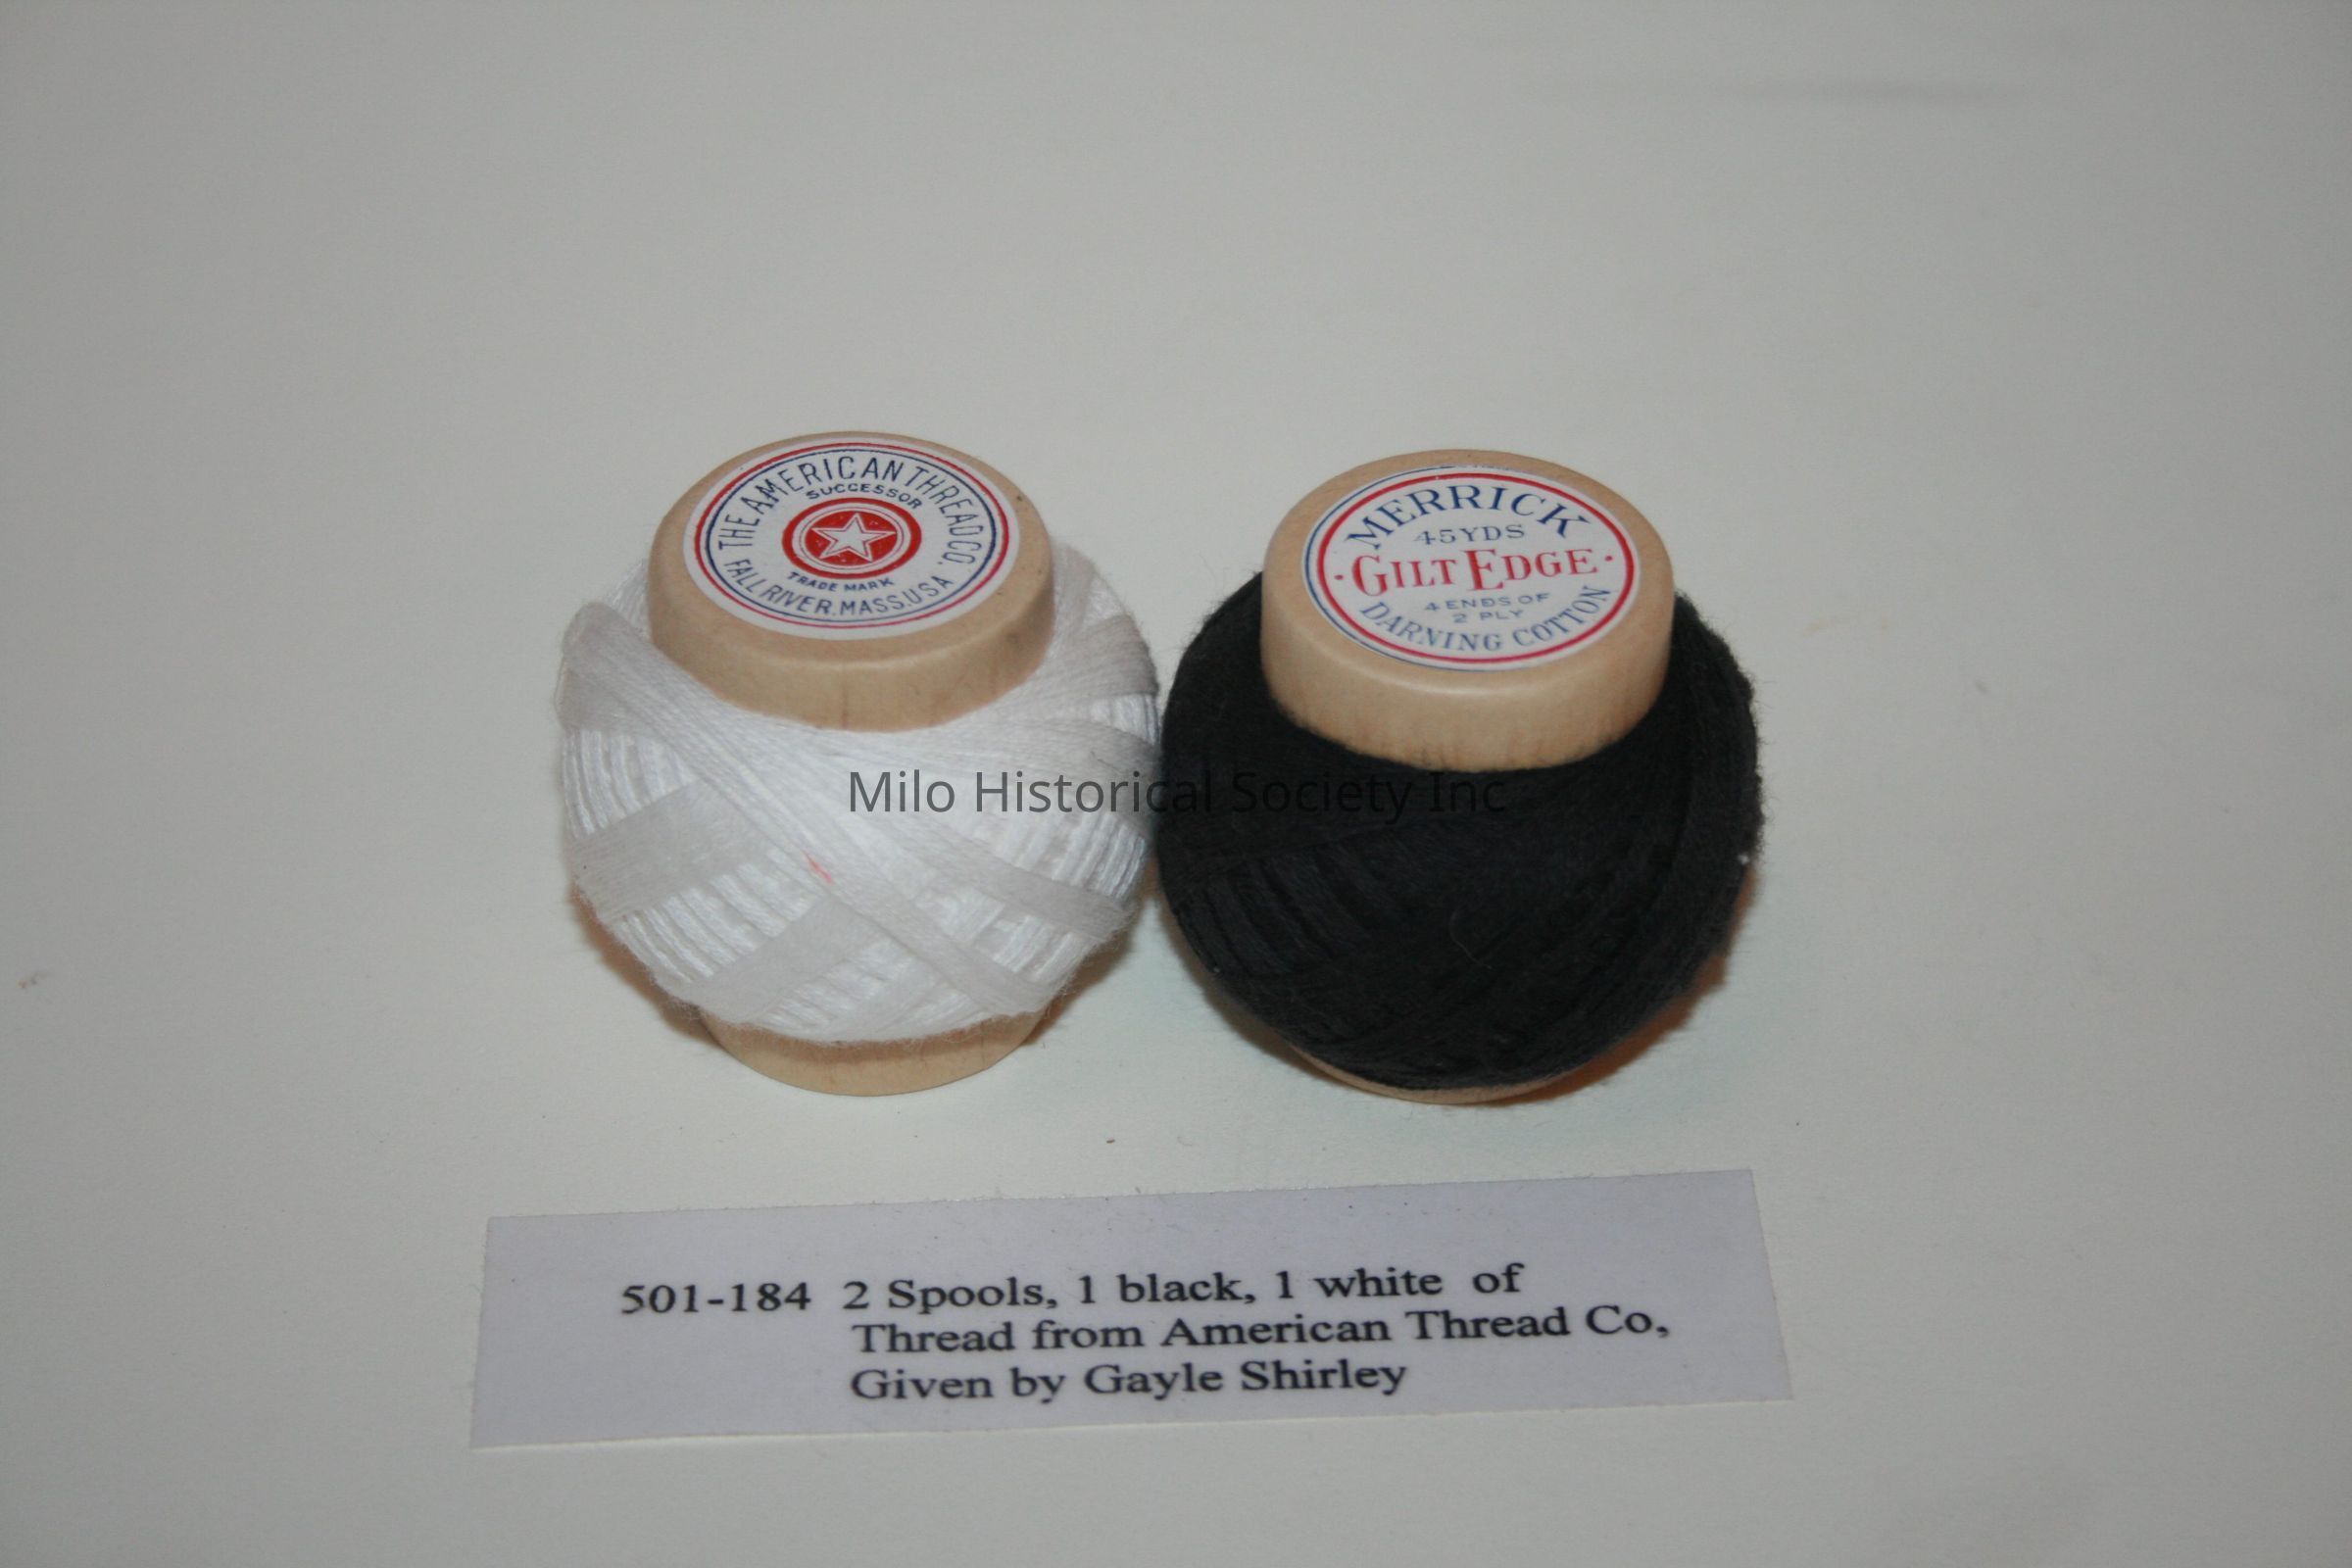 THE AMERICAN THREAD CO.
SUCCESSOR
TRADE MARK
FALL RIVER.MASS.U.S.A
MERRICK
45YDS
·GILT EDGE·
4 ENDS OF
2 PLY
DARNING COTTON
Milo Historical Society Inc
501-184 2 Spools, 1 black, 1 white of
Thread from American Thread Co,
Given by Gayle Shirley